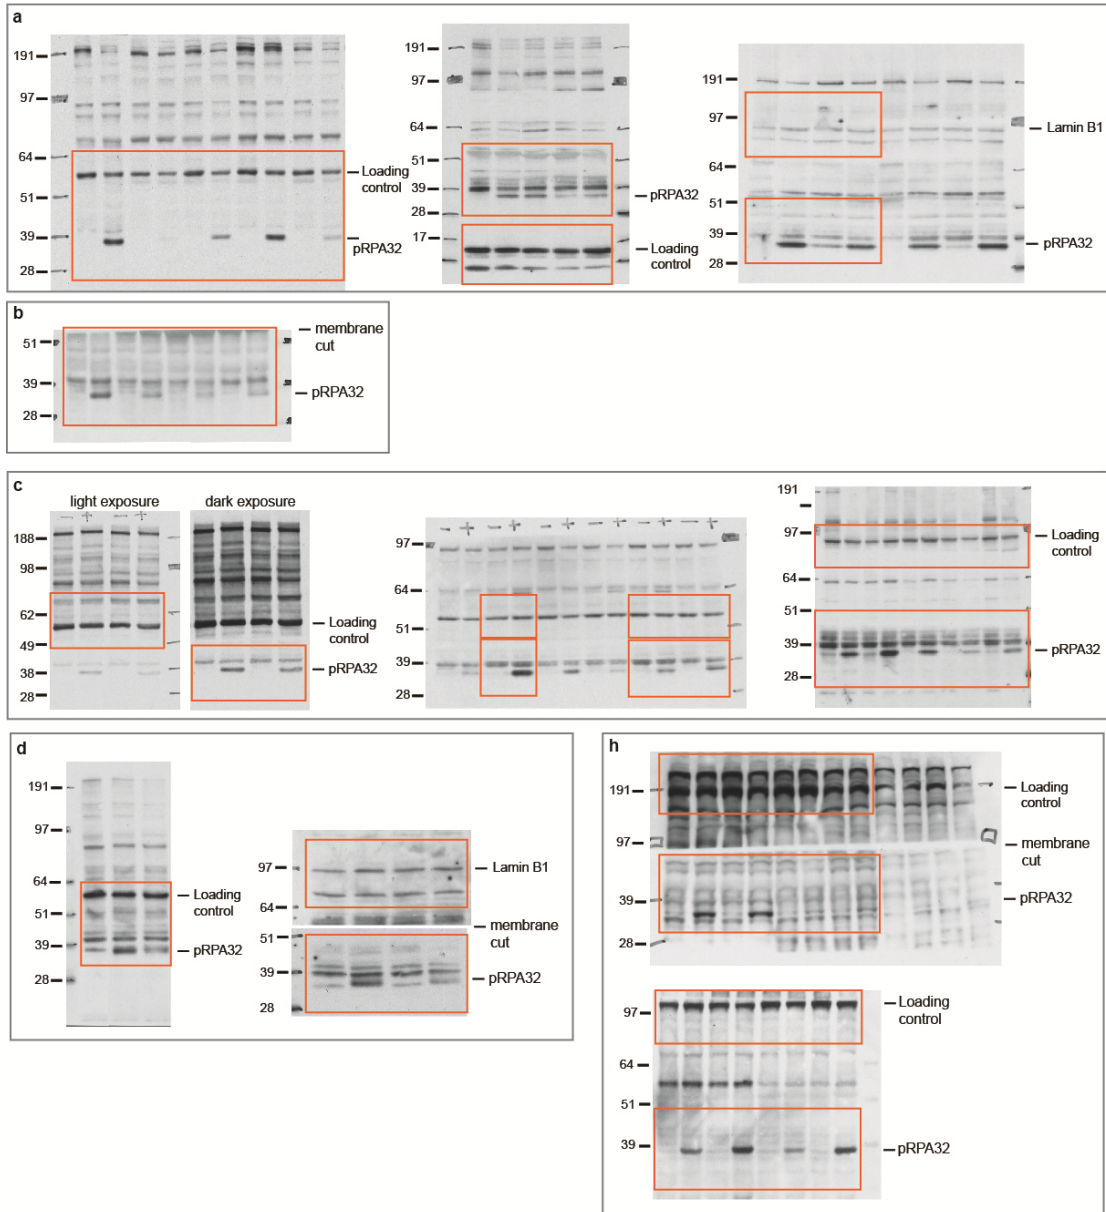 a
191
97
64
51
39
28
Loading
control
pRPA32
191
97
64
51
39
28
17
pRPA32
Loading
control
191
97
64
51
39
28
Lamin B1
pRPA32
b
51
39
28
membrane
cut
pRPA32
c
light exposure
dark exposure
– + – +
188
98
62
49
38
28
Loading
control
pRPA32
– + – + – + – + – – +
97
64
51
39
28
191
97
64
51
39
28
Loading
control
pRPA32
d
191
97
64
51
39
28
Loading
control
pRPA32
97
64
51
39
28
Lamin B1
membrane
cut
pRPA32
h
191
97
39
28
Loading
control
membrane
cut
pRPA32
97
64
51
39
Loading
control
pRPA32